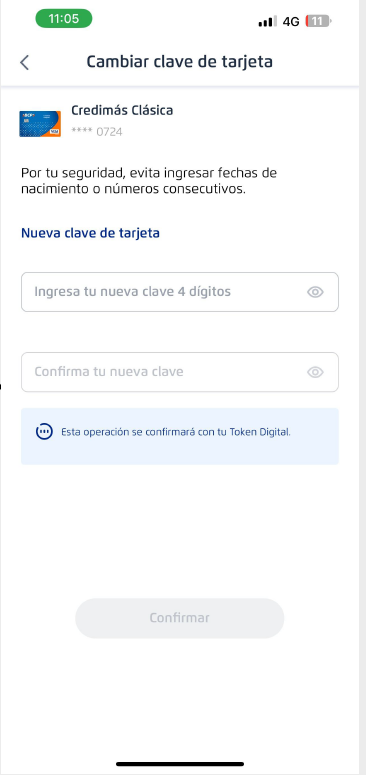 11:05
4G
11
Cambiar clave de tarjeta
Credimás Clásica
**** 0724
Por tu seguridad, evita ingresar fechas de
nacimiento o números consecutivos.
Nueva clave de tarjeta
Ingresa tu nueva clave 4 dígitos
Confirma tu nueva clave
Esta operación se confirmará con tu Token Digital.
Confirmar